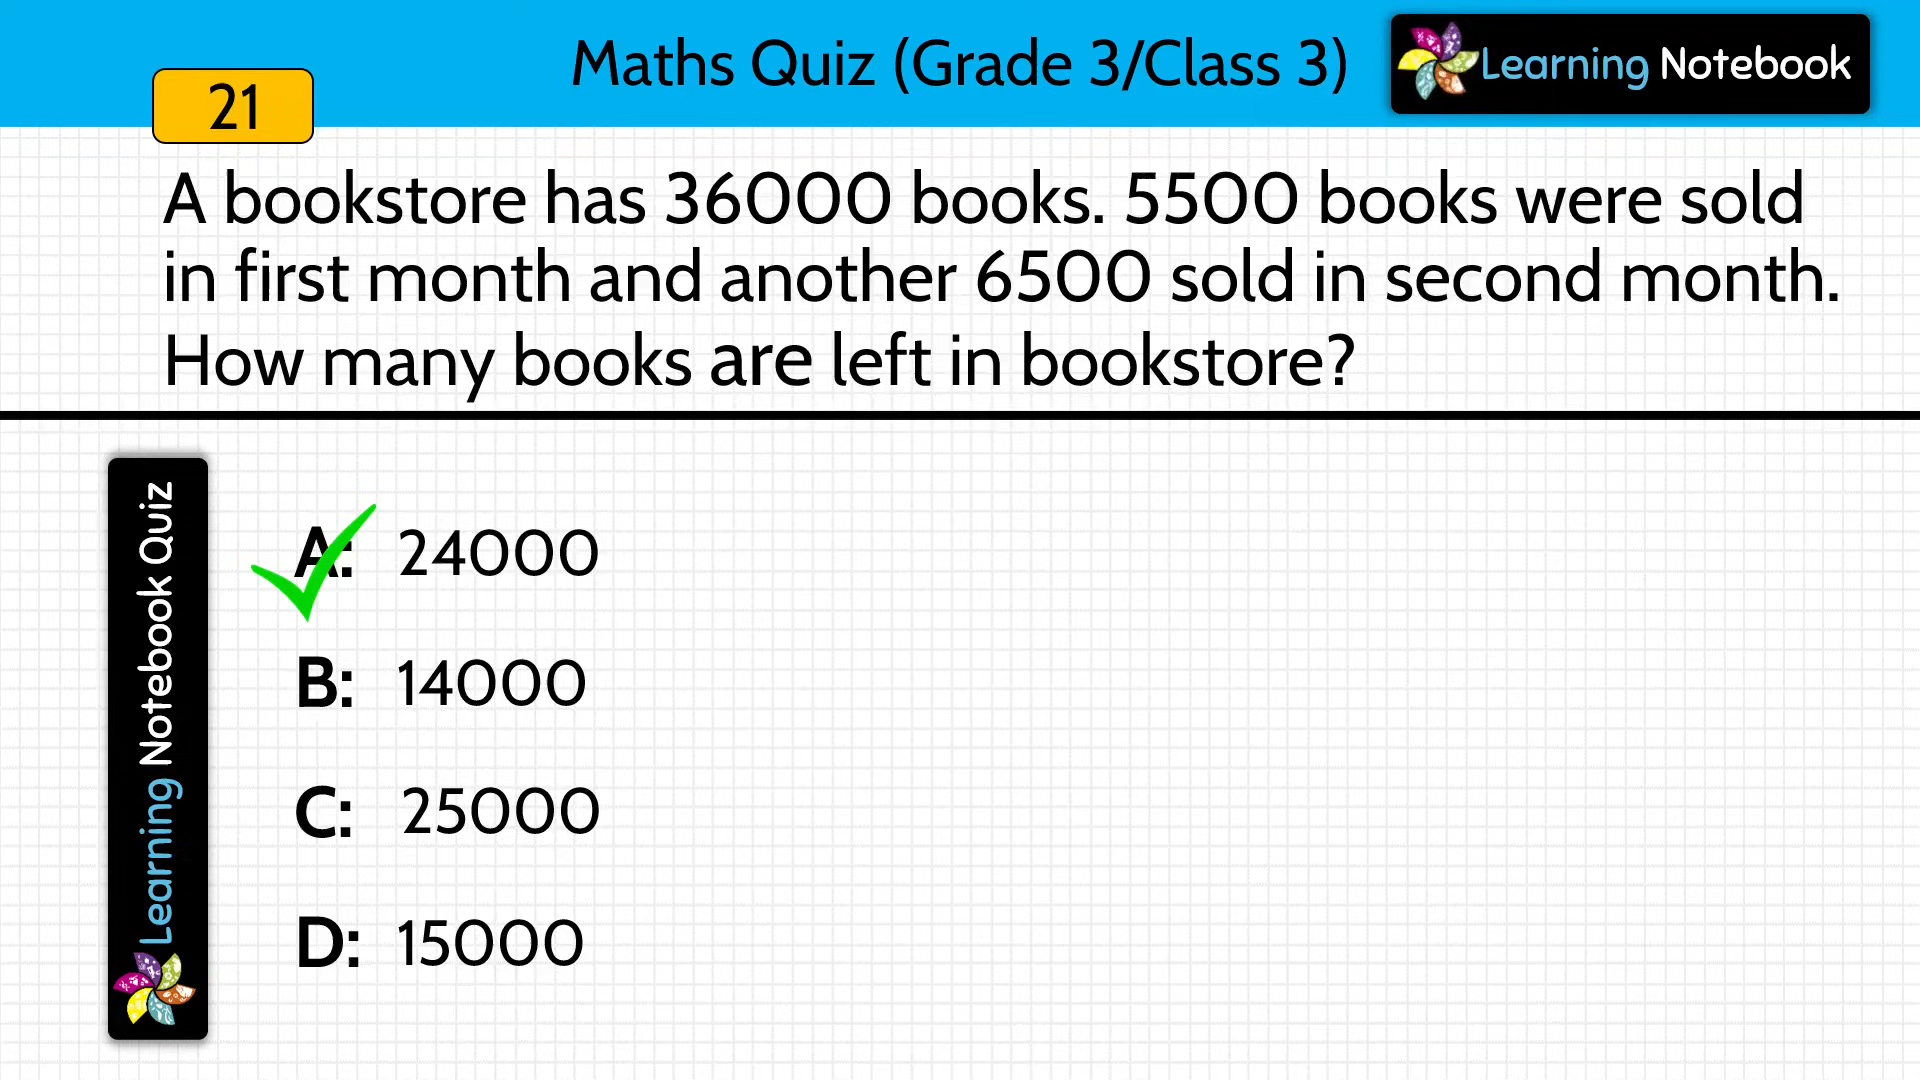 Maths Quiz (Grade 3/Class 3)
Learning Notebook
21
A bookstore has 36000 books. 5500 books were sold
in first month and another 6500 sold in second month.
How many books are left in bookstore?
Learning Notebook Quiz
A: 24000
B: 14000
C: 25000
D: 15000